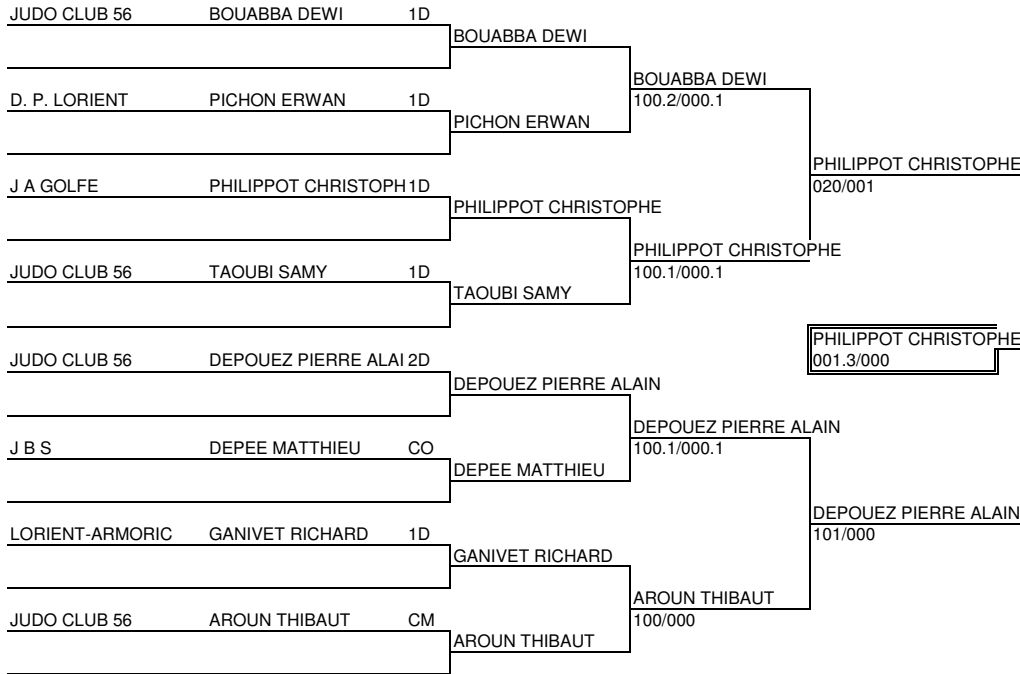 JUDO CLUB 56 BOUABBA DEWI 1D
BOUABBA DEWI
BOUABBA DEWI
100.2/000.1
D. P. LORIENT PICHON ERWAN 1D
PICHON ERWAN
PHILIPPOT CHRISTOPHE
020/001
J A GOLFE PHILIPPOT CHRISTOPH 1D
PHILIPPOT CHRISTOPHE
PHILIPPOT CHRISTOPHE
100.1/000.1
JUDO CLUB 56 TAOUBI SAMY 1D
TAOUBI SAMY
PHILIPPOT CHRISTOPHE
001.3/000
JUDO CLUB 56 DEPOUEZ PIERRE ALAI 2D
DEPOUEZ PIERRE ALAIN
DEPOUEZ PIERRE ALAIN
100.1/000.1
J B S DEPEE MATTHIEU CO
DEPEE MATTHIEU
DEPOUEZ PIERRE ALAIN
101/000
LORIENT-ARMORIC GANIVET RICHARD 1D
GANIVET RICHARD
AROUN THIBAUT
100/000
JUDO CLUB 56 AROUN THIBAUT CM
AROUN THIBAUT